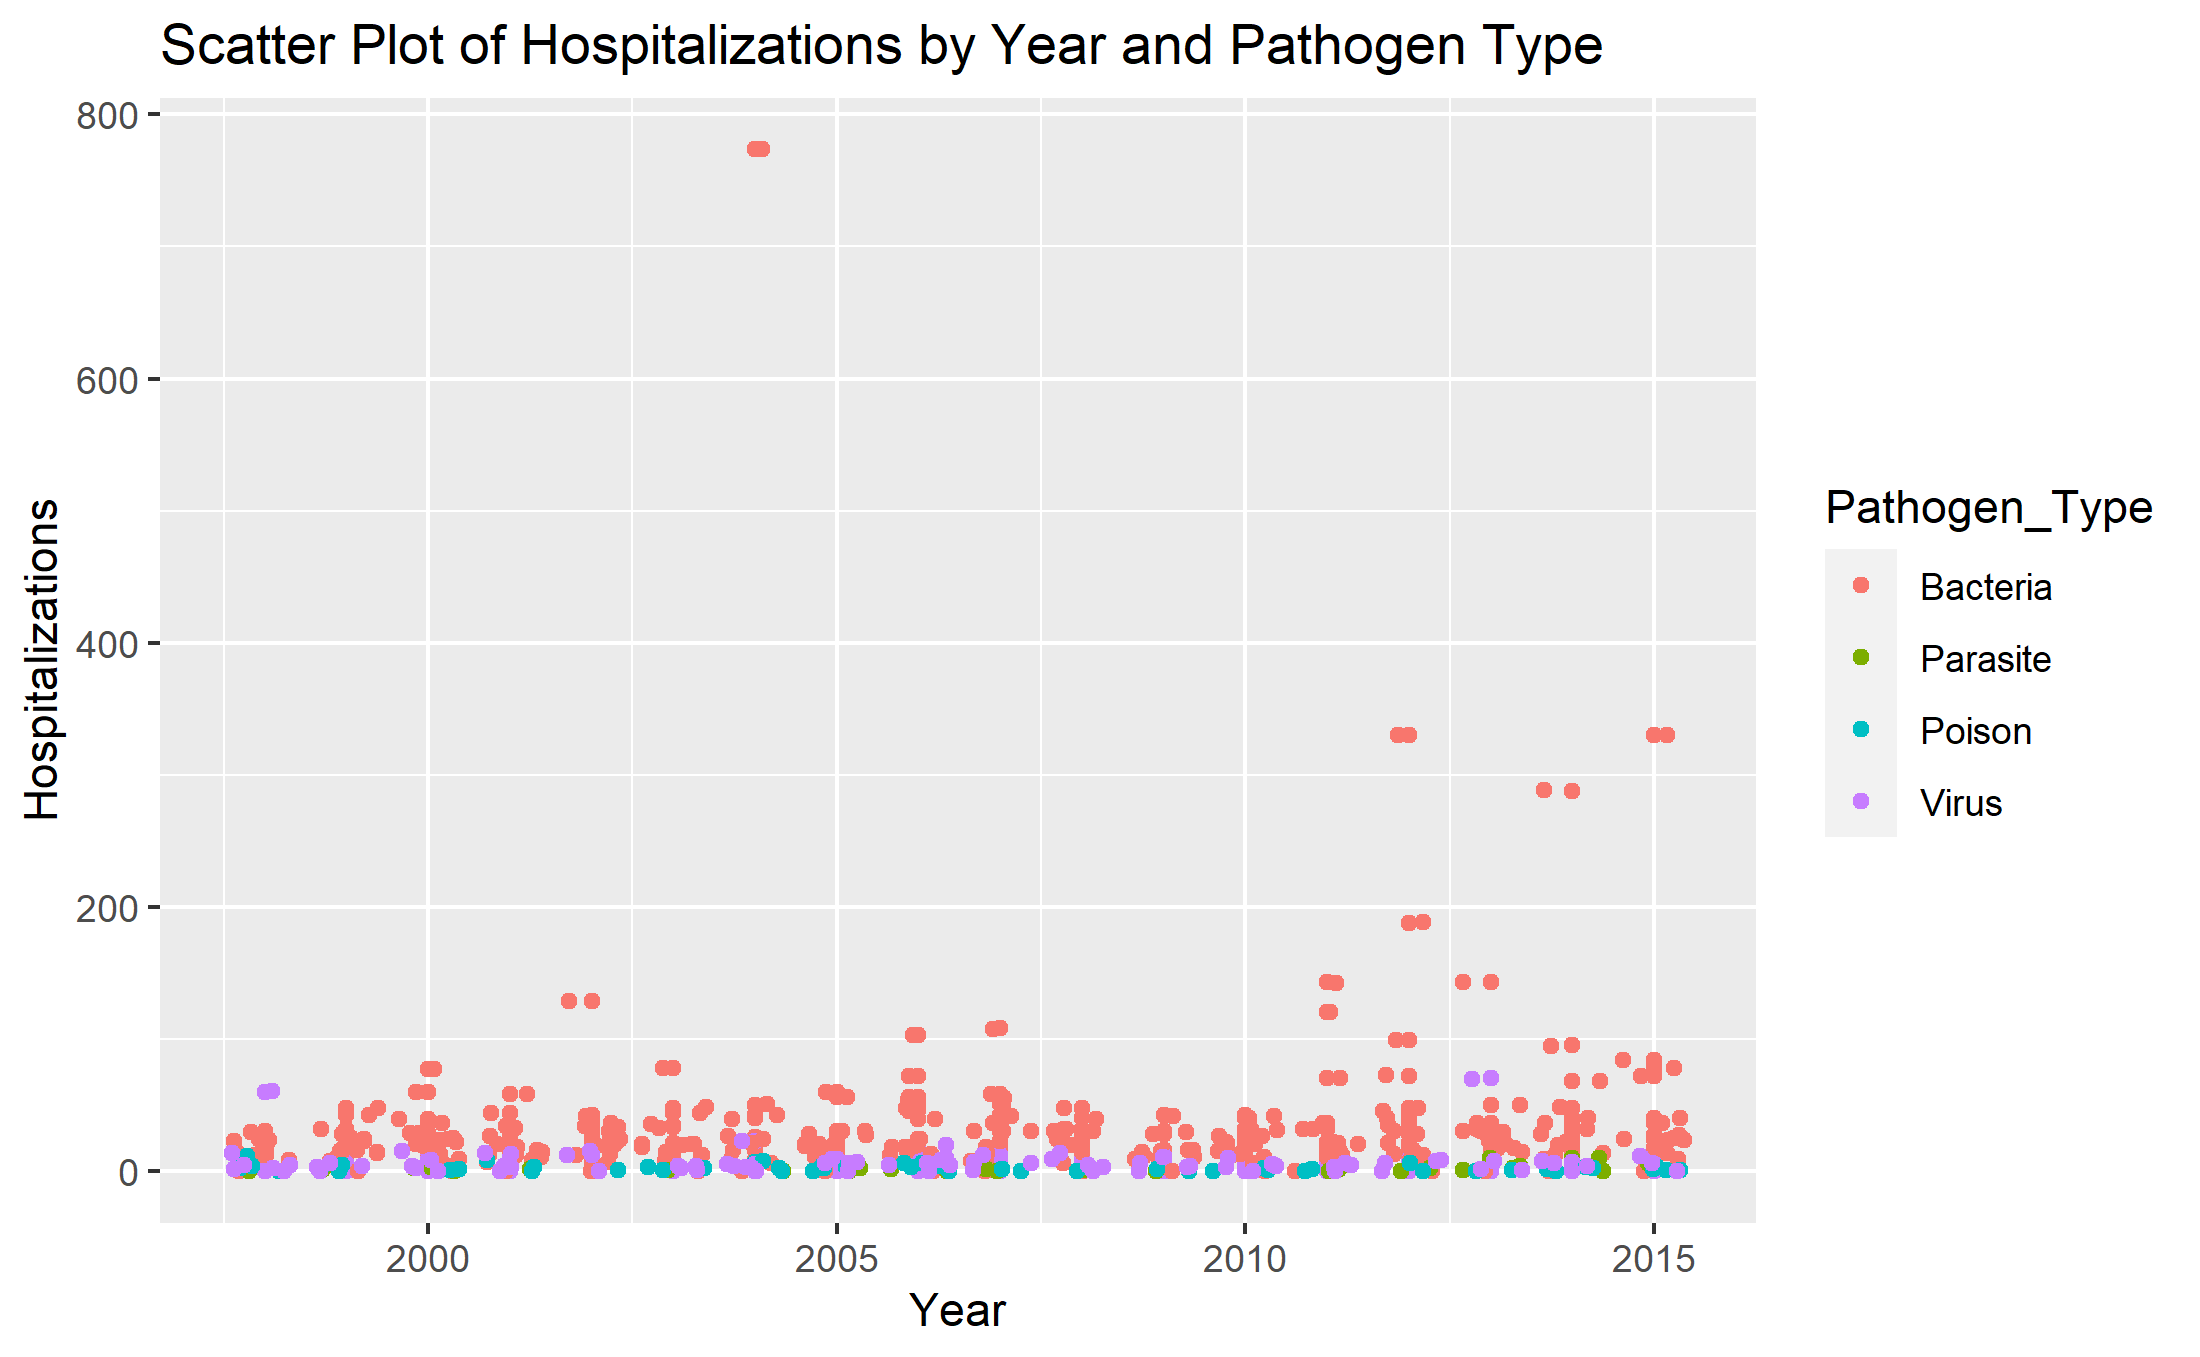 Scatter Plot of Hospitalizations by Year and Pathogen Type
800
600
400
200
0
Hospitalizations
2000
2005
2010
2015
Year
Pathogen_Type
Bacteria
Parasite
Poison
Virus